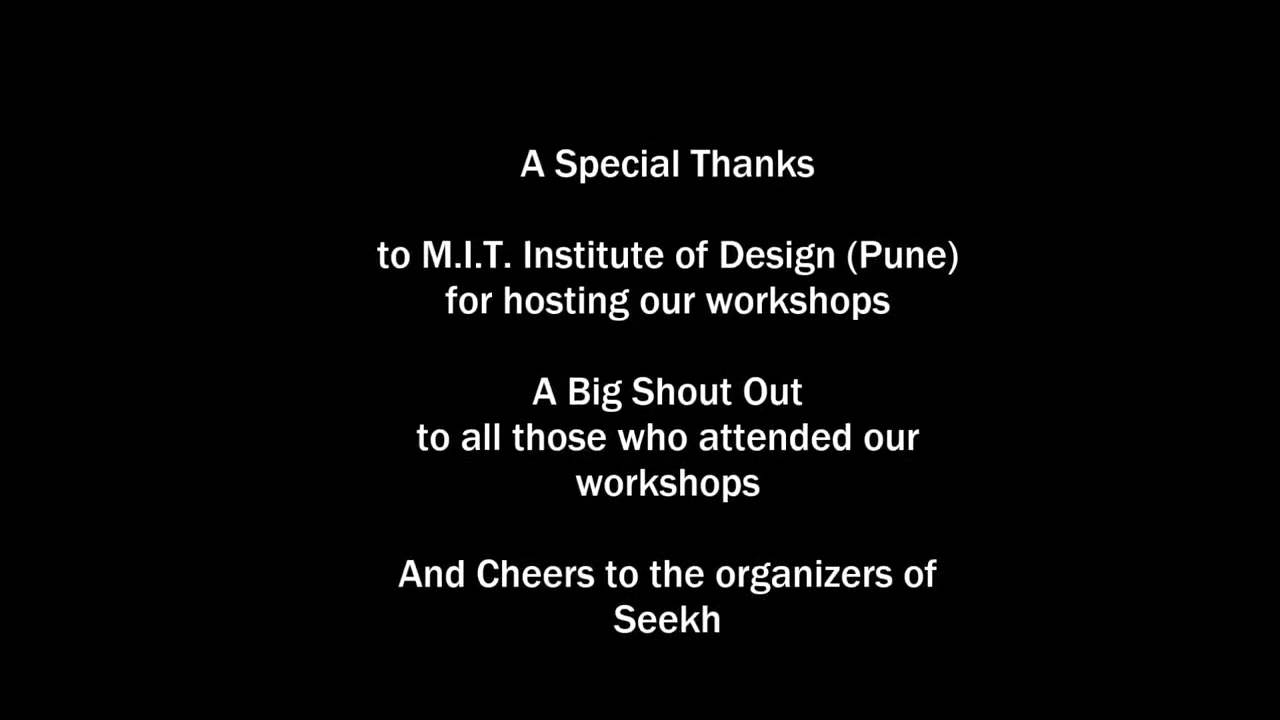 A Special Thanks
to M.I.T. Institute of Design (Pune)
for hosting our workshops
A Big Shout Out
to all those who attended our
workshops
And Cheers to the organizers of
Seekh